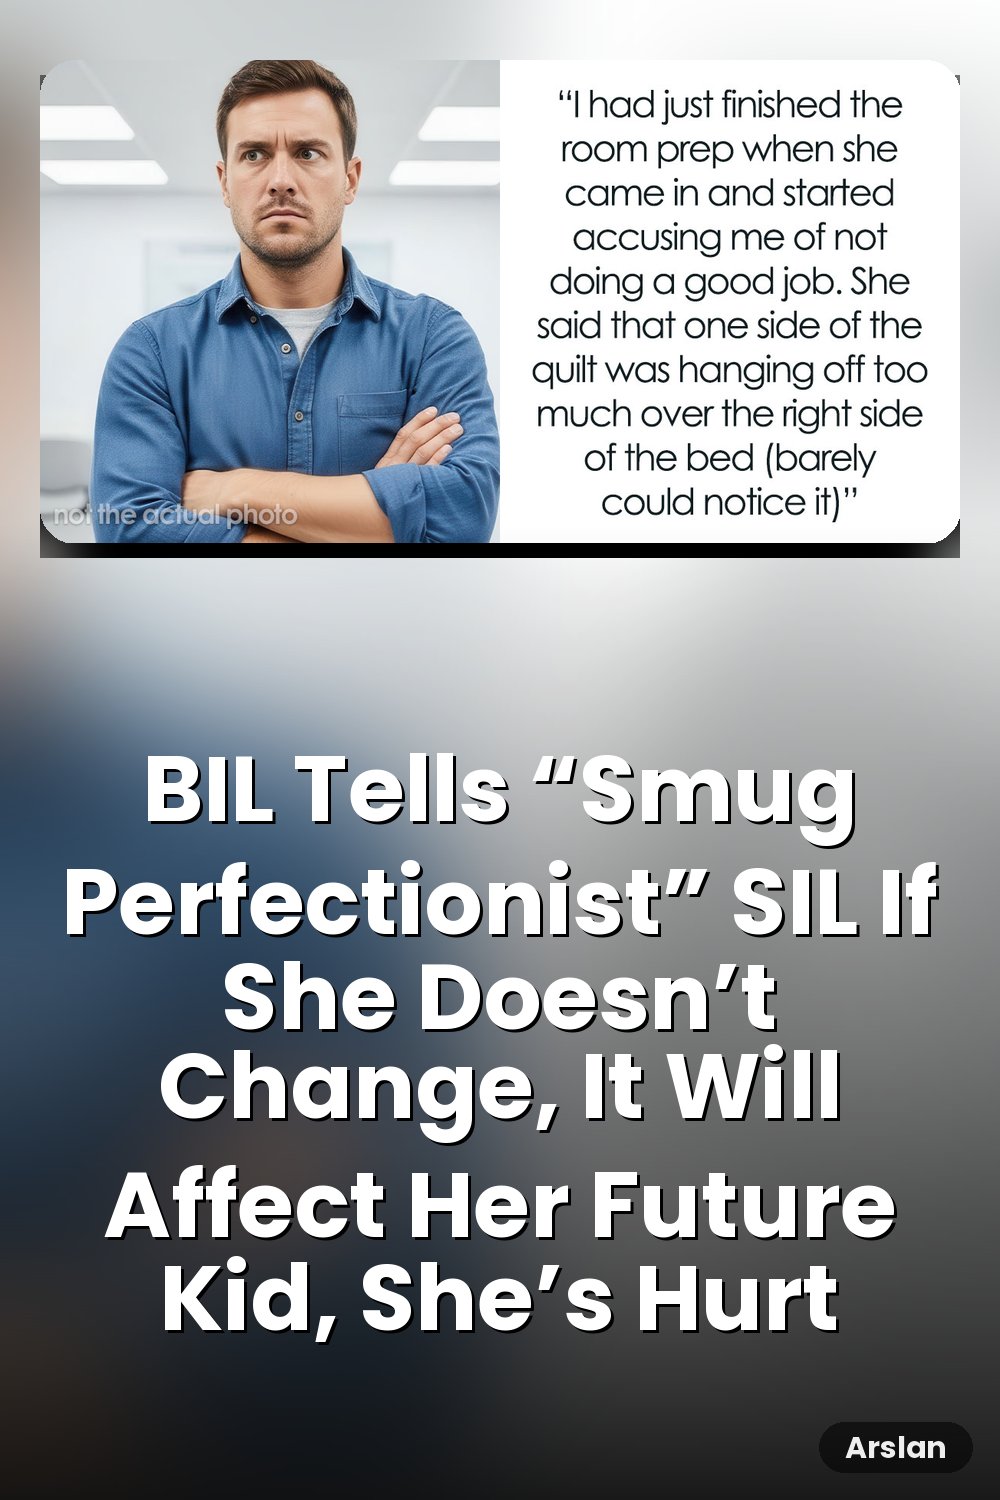 “I had just finished the
room prep when she
came in and started
accusing me of not
doing a good job. She
said that one side of the
quilt was hanging off too
much over the right side
of the bed (barely
could notice it)”
not the actual photo
BIL Tells “Smug
Perfectionist” SIL If
She Doesn’t
Change, It Will
Affect Her Future
Kid, She’s Hurt
Arslan